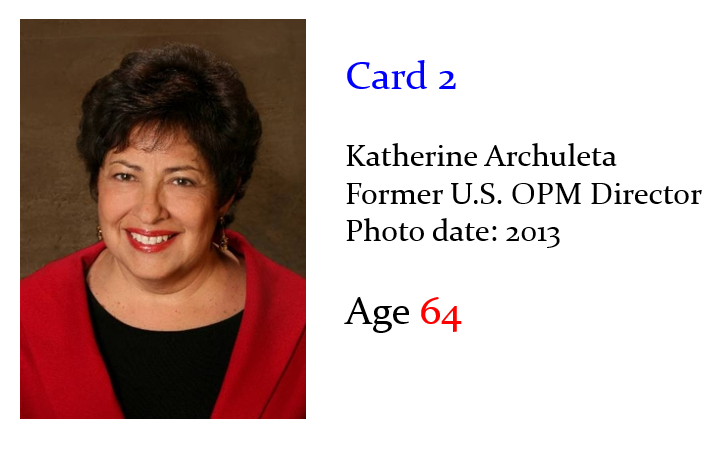 Card 2
Katherine Archuleta
Former U.S. OPM Director
Photo date: 2013
Age 64